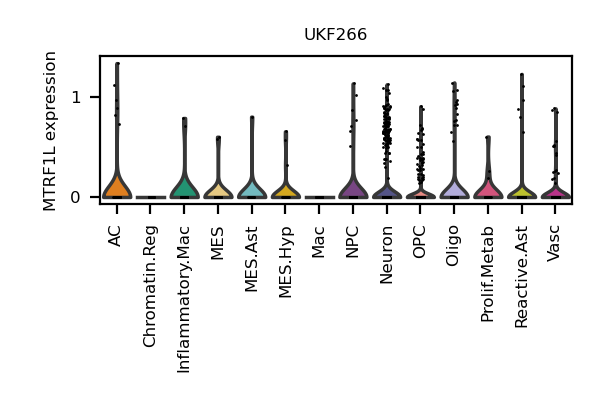 UKF266
MTRF1L expression
1
0
AC
Chromatin.Reg
Inflammatory.Mac
MES
MES.Ast
MES.Hyp
Mac
NPC
Neuron
OPC
Oligo
Prolif.Metab
Reactive.Ast
Vasc